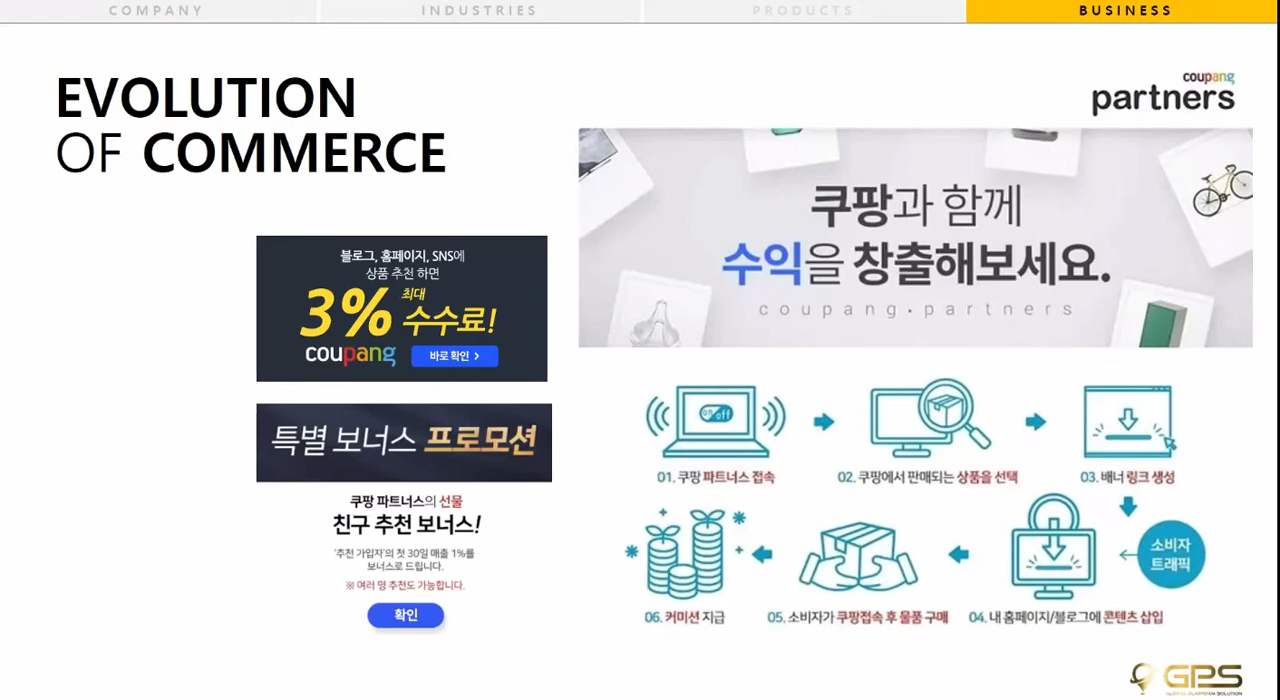 COMPANY
INDUSTRIES
PRODUCTS
BUSINESS
EVOLUTION
OF COMMERCE
coupang
partners
블로그, 홈페이지, SNS에
상품 추천 하면
3% 최대
수수료!
coupang 바로 확인 >
특별 보너스 프로모션
쿠팡 파트너스의 선물
친구 추천 보너스!
'추천 가입자'의 첫 30일 매출 1%를
보너스로 드립니다.
※ 여러 명 추천도 가능합니다.
확인
쿠팡과 함께
수익을 창출해보세요.
coupang.partners
on off
01. 쿠팡 파트너스 접속
02. 쿠팡에서 판매되는 상품을 선택
03. 배너 링크 생성
소비자
트래픽
06. 커미션 지급
05. 소비자가 쿠팡접속 후 물품 구매
04. 내 홈페이지/블로그에 콘텐츠 삽입
GPS
GLOBAL PLATFORM SOLUTION